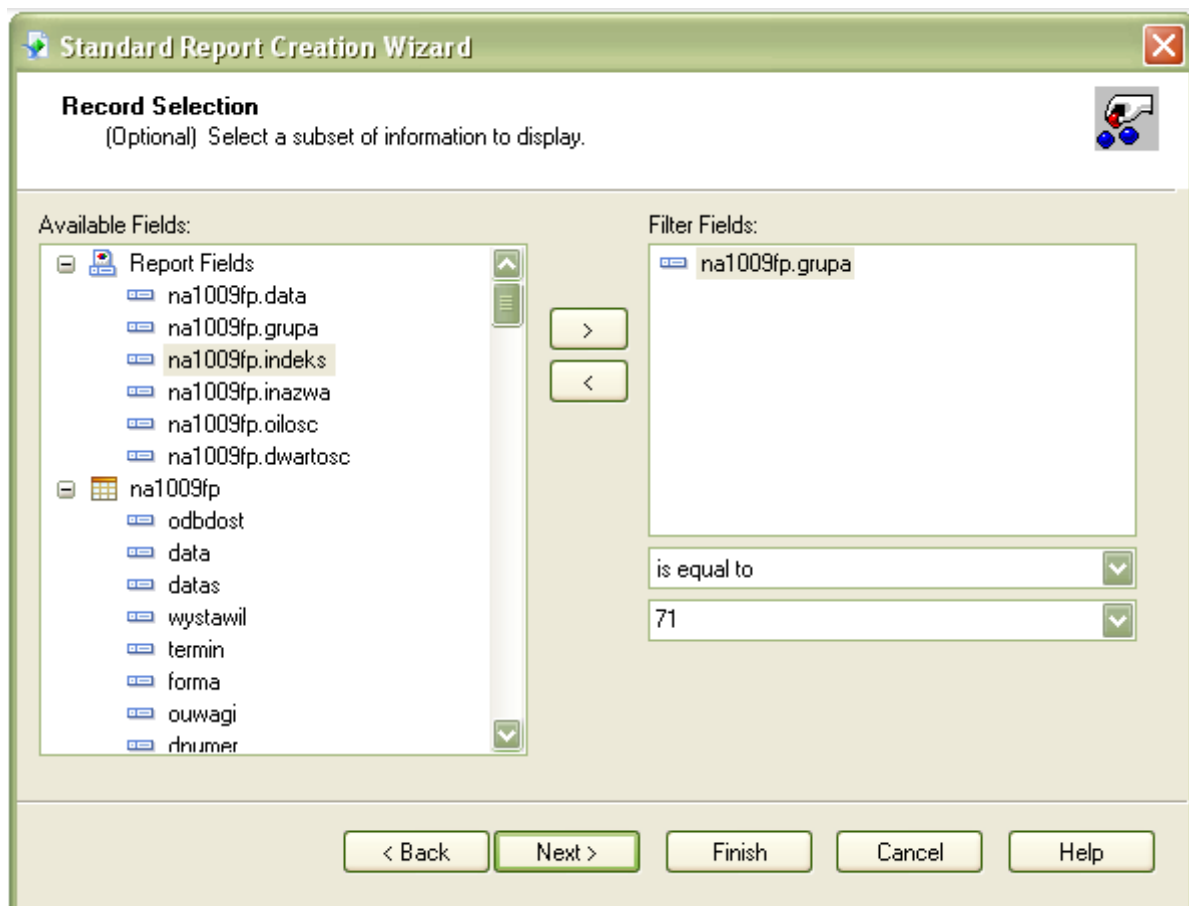 Standard Report Creation Wizard
Record Selection
(Optional) Select a subset of information to display.
Available Fields:
Report Fields
na1009fp.data
na1009fp.grupa
na1009fp.indeks
na1009fp.inazwa
na1009fp.oilosc
na1009fp.dwartosc
na1009fp
odbdost
data
datas
wystawil
termin
forma
ouwagi
dnumer
>
<
Filter Fields:
na1009fp.grupa
is equal to
71
< Back
Next >
Finish
Cancel
Help